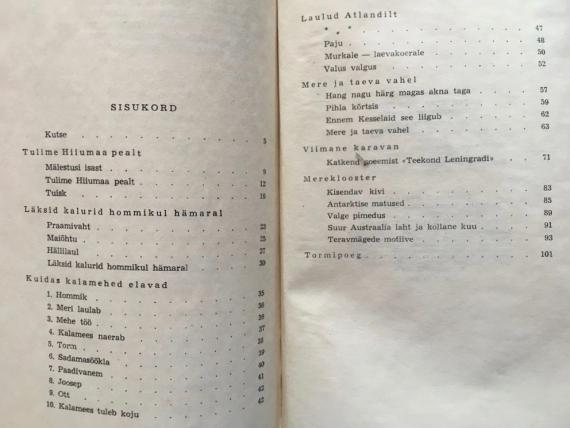 SISUKORD
Kutse . . . . . . . . . 5
Tulime Hiiumaa pealt
Mälestusi isast . . . . . . . 9
Tulime Hiiumaa pealt . . . . . . 12
Tuisk . . . . . . . . . 18
Läksid kalurid hommikul hämaral
Praamivaht . . . . . . . . 23
Maiõhtu . . . . . . . . . 25
Hällilaul . . . . . . . . . 27
Läksid kalurid hommikul hämaral . . . . 30
Kuidas kalamehed elavad
1. Hommik . . . . . . . . 35
2. Meri laulab . . . . . . . 36
3. Mehe töö . . . . . . . . 36
4. Kalamees naerab . . . . . . 37
5. Torm . . . . . . . . . 38
6. Sadamasöökla . . . . . . . 39
7. Paadivanem . . . . . . . 40
8. Joosep . . . . . . . . 41
9. Ott . . . . . . . . . 42
10. Kalamees tuleb koju . . . . . 42
Laulud Atlandilt
* * * . . . . . . . . . 47
Paju . . . . . . . . . 48
Murkale — laevakoerale . . . . . 50
Valus valgus . . . . . . . . 52
Mere ja taeva vahel
Hang nagu härg magas akna taga . . . . 57
Pihla kõrtsis . . . . . . . . 59
Ennem Kesselaid see liigub . . . . . 62
Mere ja taeva vahel . . . . . . 63
Viimane karavan
Katkend poeemist «Teekond Leningradi» . . 71
Mereklooster
Kisendav kivi . . . . . . . 83
Antarktise matused . . . . . . 85
Valge pimedus . . . . . . . 89
Suur Austraalia laht ja kollane kuu . . . 91
Teravmägede motiive . . . . . . 93
Tormipoeg . . . . . . . . 101